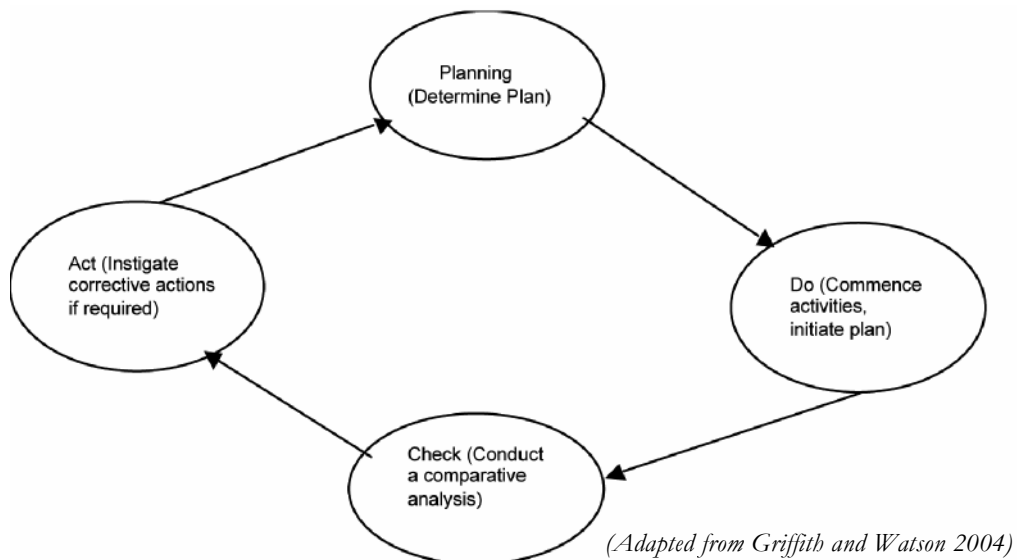 Planning
(Determine Plan)
Act (Instigate
corrective actions
if required)
Do (Commence
activities,
initiate plan)
Check (Conduct
a comparative
analysis)
(Adapted from Griffith and Watson 2004)